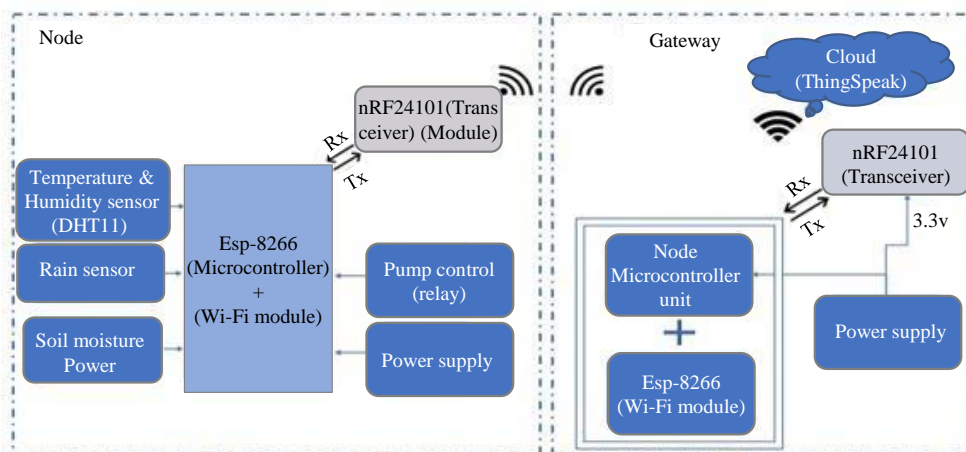 Node
nRF24101(Trans
ceiver) (Module)
Rx
Tx
Temperature &
Humidity sensor
(DHT11)
Rain sensor
Soil moisture
Power
Esp-8266
(Microcontroller)
+
(Wi-Fi module)
Pump control
(relay)
Power supply
Gateway
Cloud
(ThingSpeak)
nRF24101
(Transceiver)
Rx
Tx
3.3v
Node
Microcontroller
unit
+
Esp-8266
(Wi-Fi module)
Power supply